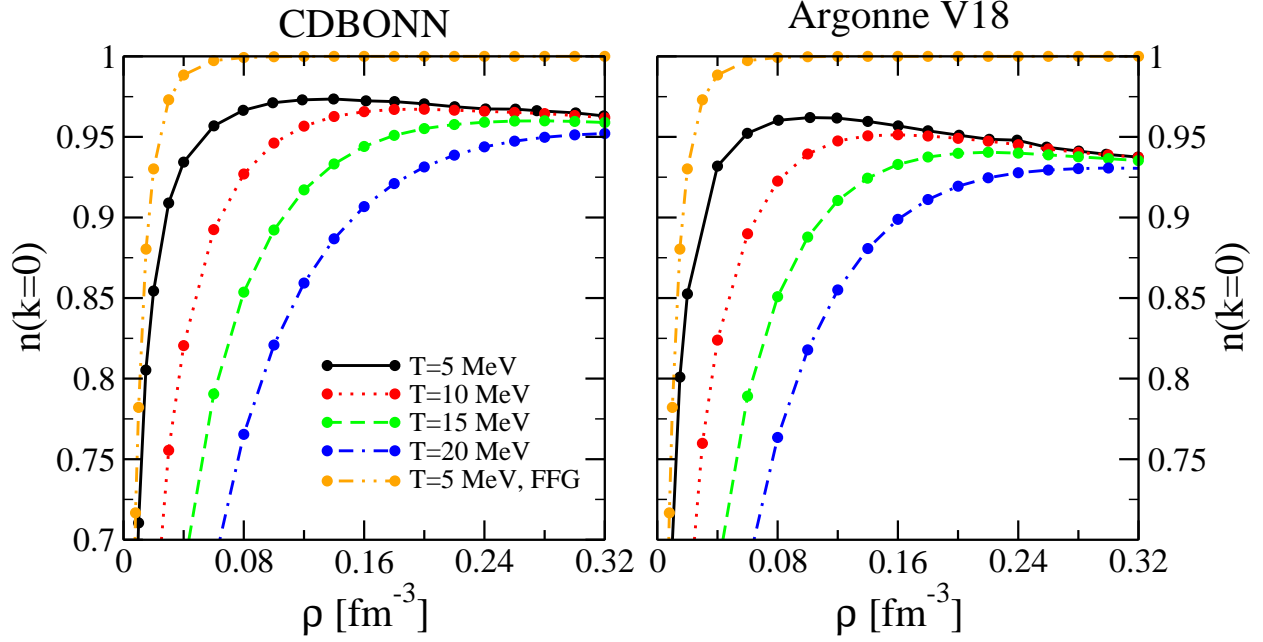 CDBONN
Argonne V18
1
0.95
0.9
0.85
0.8
0.75
0.7
n(k=0)
0
0.08
0.16
0.24
0.32
ρ [fm⁻³]
T=5 MeV
T=10 MeV
T=15 MeV
T=20 MeV
T=5 MeV, FFG
1
0.95
0.9
0.85
0.8
0.75
n(k=0)
0
0.08
0.16
0.24
0.32
ρ [fm⁻³]